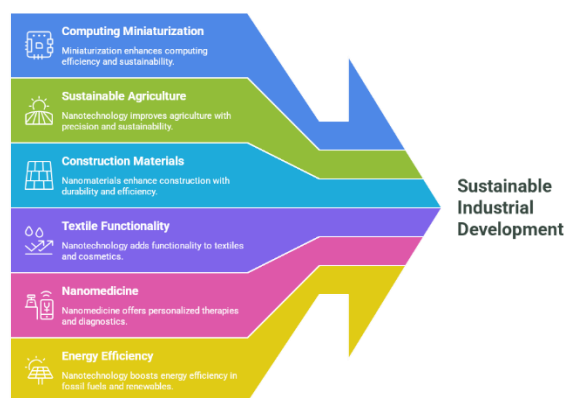 Computing Miniaturization
Miniaturization enhances computing
efficiency and sustainability.
Sustainable Agriculture
Nanotechnology improves agriculture with
precision and sustainability.
Construction Materials
Nanomaterials enhance construction with
durability and efficiency.
Textile Functionality
Nanotechnology adds functionality to textiles
and cosmetics.
Nanomedicine
Nanomedicine offers personalized therapies
and diagnostics.
Energy Efficiency
Nanotechnology boosts energy efficiency in
fossil fuels and renewables.
Sustainable
Industrial
Development